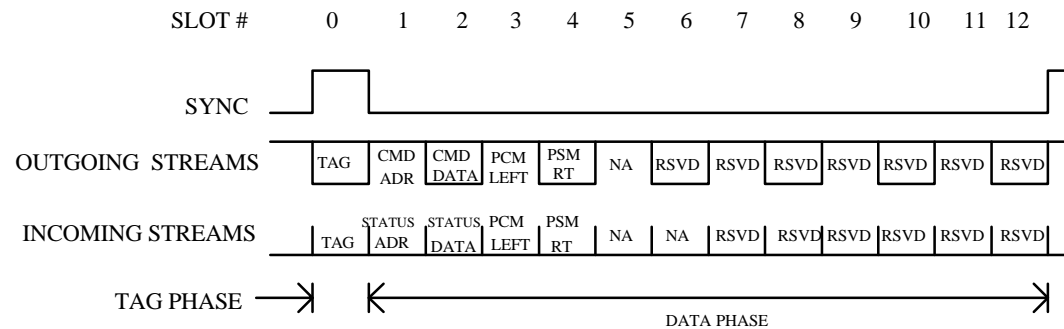 SLOT # 0 1 2 3 4 5 6 7 8 9 10 11 12
SYNC
OUTGOING STREAMS TAG CMD ADR CMD DATA PCM LEFT PSM RT NA RSVD RSVD RSVD RSVD RSVD RSVD RSVD
INCOMING STREAMS TAG STATUS ADR STATUS DATA PCM LEFT PSM RT NA NA RSVD RSVD RSVD RSVD RSVD RSVD
TAG PHASE
DATA PHASE